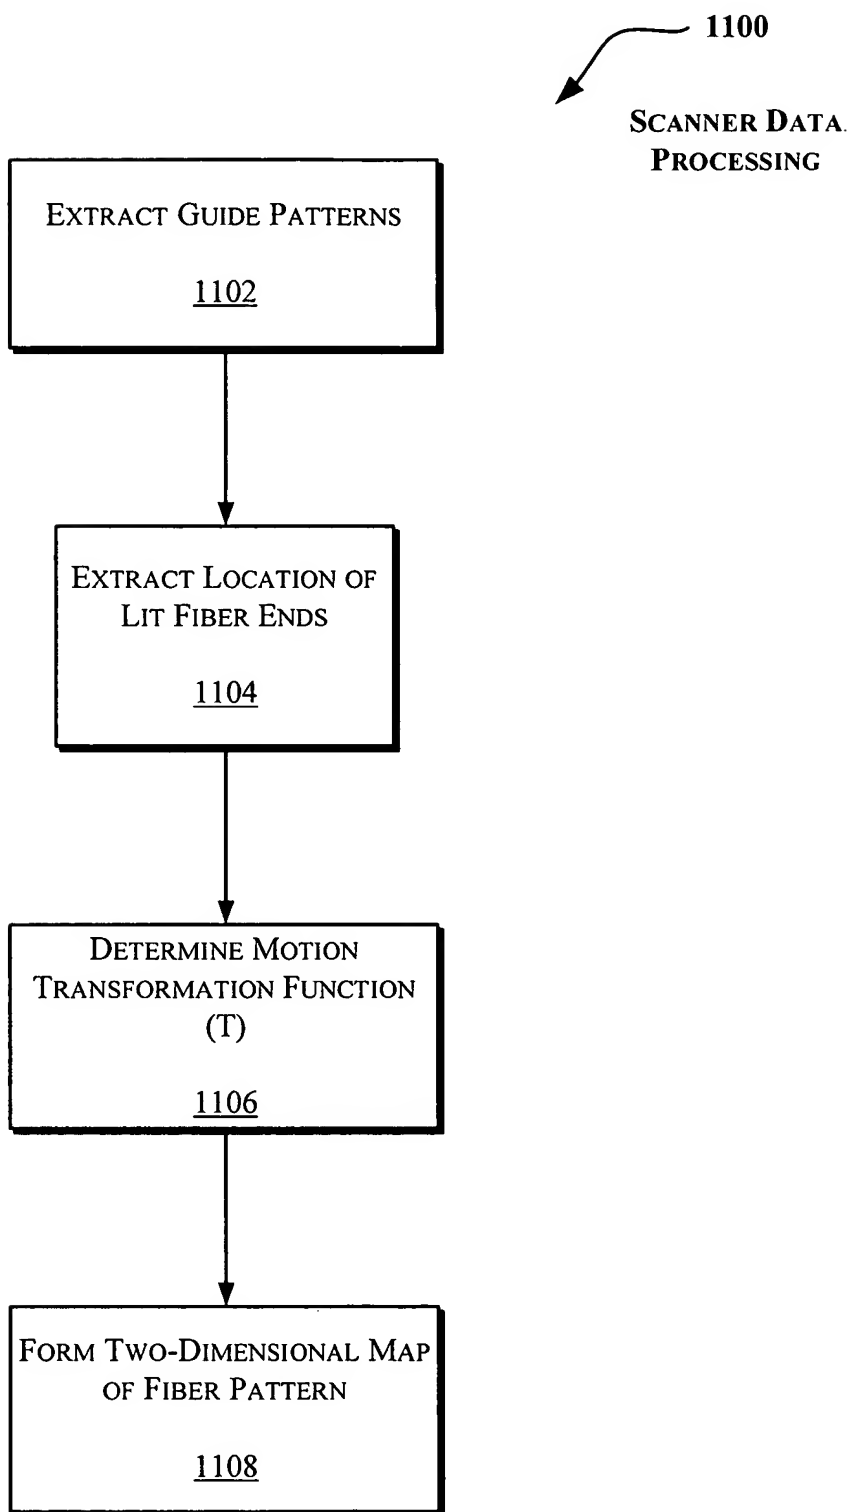 1100
SCANNER DATA
PROCESSING
EXTRACT GUIDE PATTERNS
1102
EXTRACT LOCATION OF
LIT FIBER ENDS
1104
DETERMINE MOTION
TRANSFORMATION FUNCTION
(T)
1106
FORM TWO-DIMENSIONAL MAP
OF FIBER PATTERN
1108